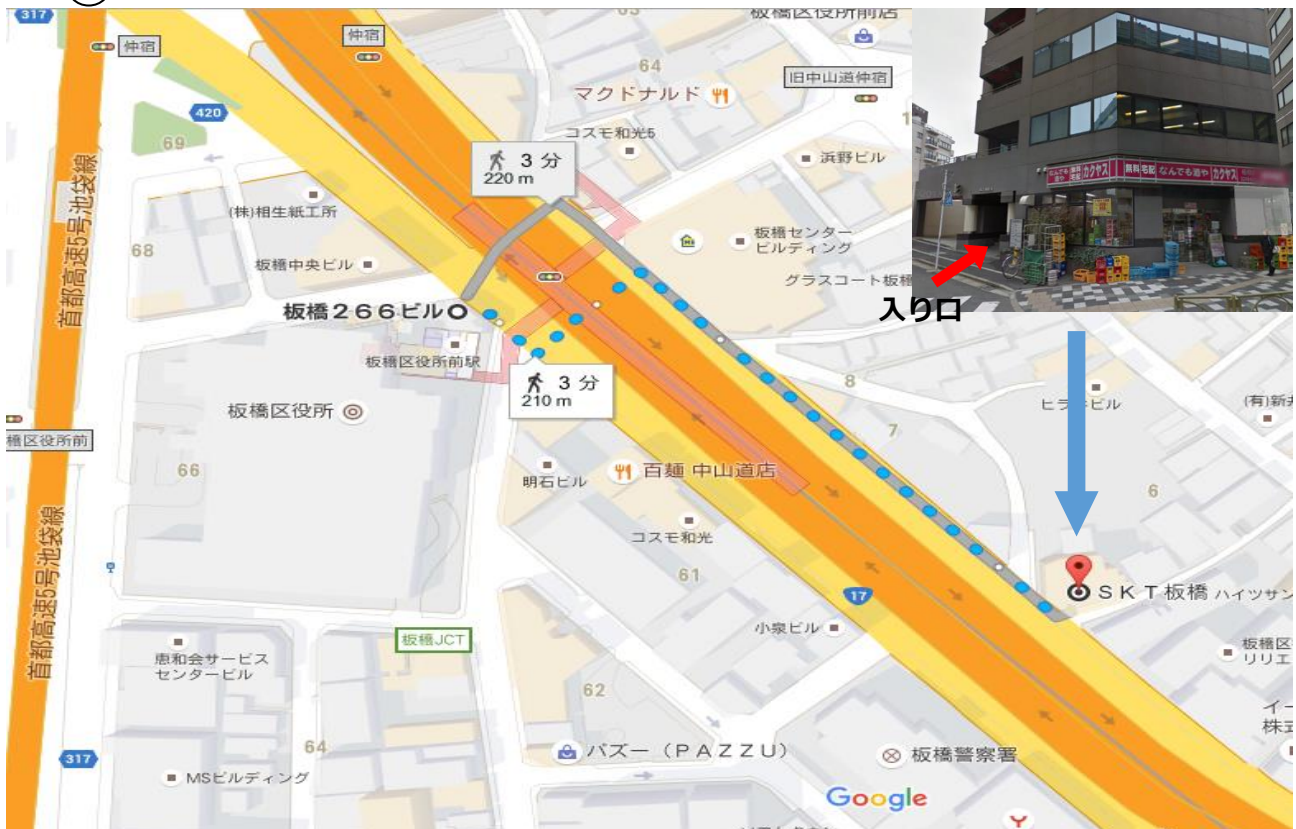 317
仲宿
仲宿
63
板橋区役所前店
64
マクドナルド
旧中山道仲宿
420
69
コスモ和光5
3 分
220 m
浜野ビル
(株)相生紙工所
68
板橋中央ビル
板橋センター
ビルディング
グラスコート板橋
板橋266ビル
板橋区役所前駅
3 分
210 m
板橋区役所
橋区役所前
66
首都高速5号池袋線
首都高速5号池袋線
8
7
6
ヒラキビル
(有)新井
明石ビル
百麺 中山道店
コスモ和光
61
17
SKT板橋
ハイツサン
小泉ビル
板橋JCT
恵和会サービス
センタービル
62
板橋区
リリエ
イー
株式
64
317
MSビルディング
パズー（PAZZU）
板橋警察署
Google
なんでも酒や
カクヤス
無料宅配
なんでも酒や
カクヤス
入り口